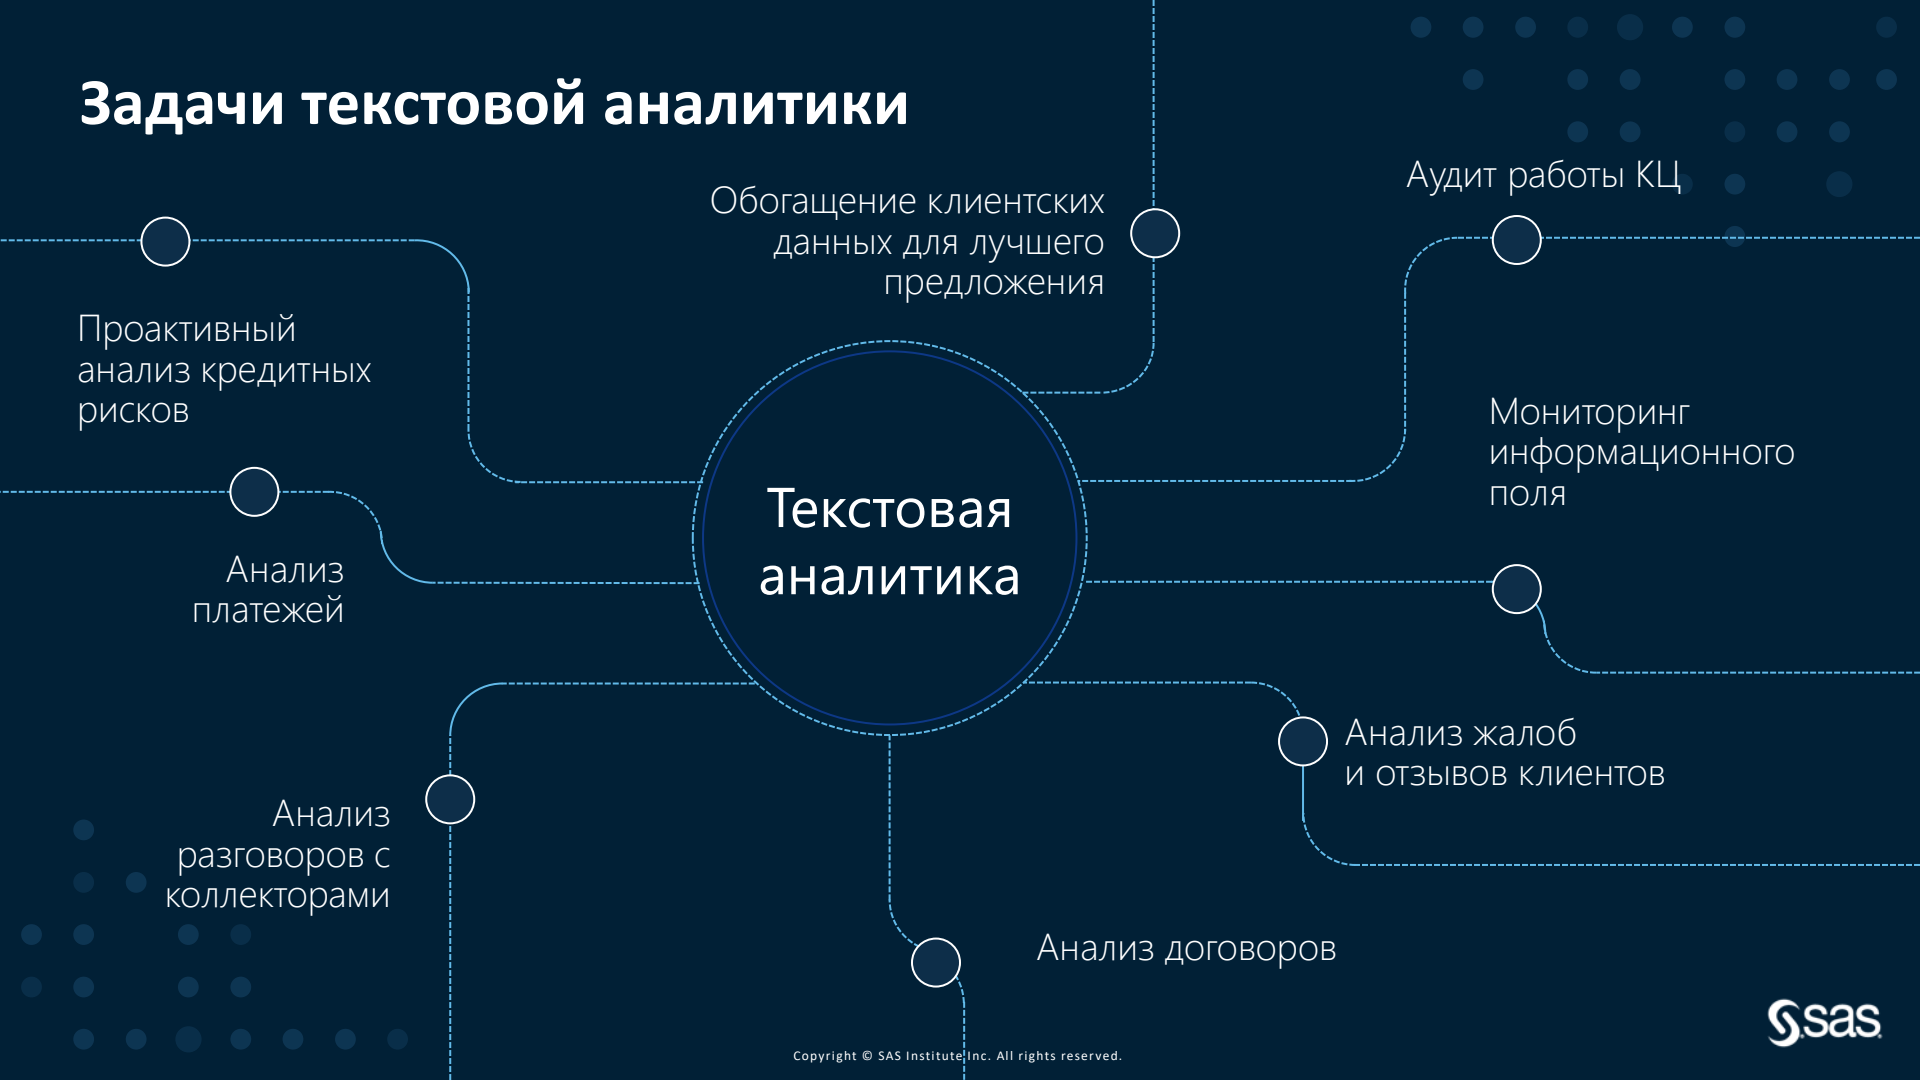 Задачи текстовой аналитики
Обогащение клиентских
данных для лучшего
предложения
Аудит работы КЦ
Проактивный
анализ кредитных
рисков
Мониторинг
информационного
поля
Текстовая
аналитика
Анализ
платежей
Анализ жалоб
и отзывов клиентов
Анализ
разговоров с
коллекторами
Анализ договоров
sas
Copyright © SAS Institute Inc. All rights reserved.